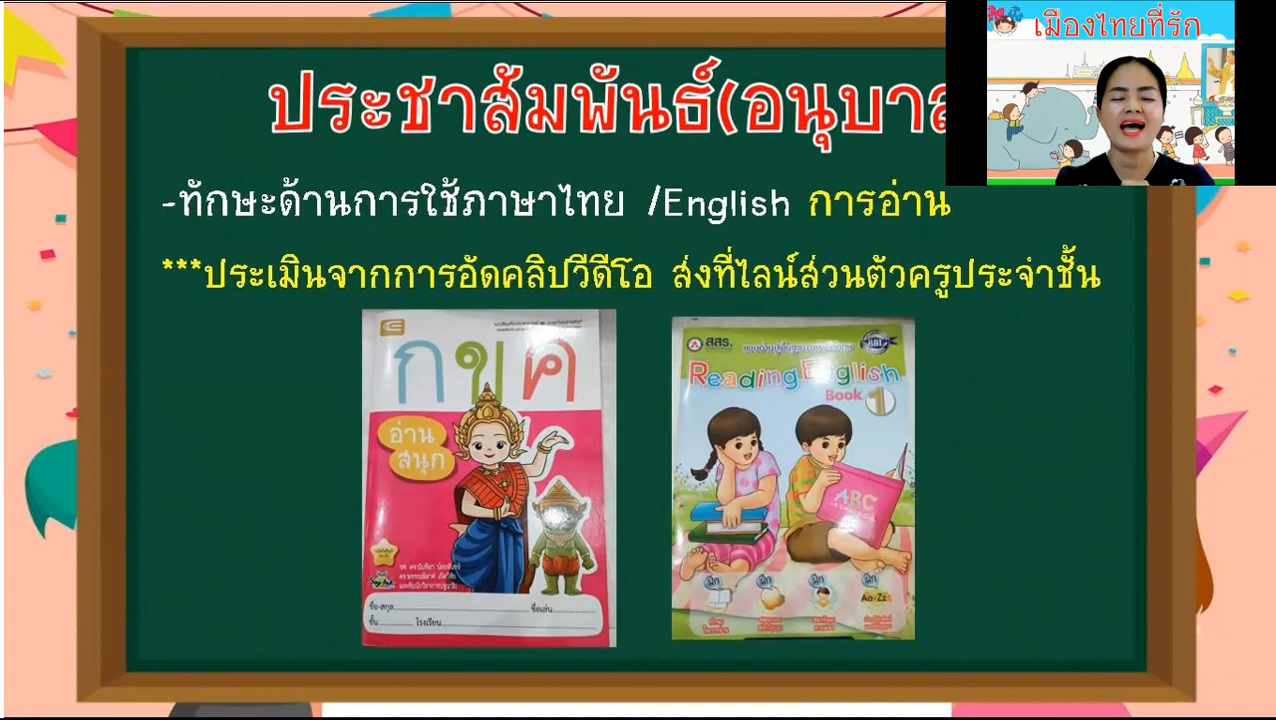 เมืองไทยที่รัก
ประชาสัมพันธ์(อนุบาล
-ทักษะด้านการใช้ภาษาไทย /English การอ่าน
***ประเมินจากการอัดคลิปวีดีโอ ส่งที่ไลน์ส่วนตัวครูประจำชั้น
ก ข ค
อ่าน
สนุก
ชื่อ-สกุล
ชื่อเล่น
ชั้น
โรงเรียน
สสร.
BBL
Reading English
Book 1
ABC
ฝึก ฝึก ฝึก ฝึก
Aa-Zz